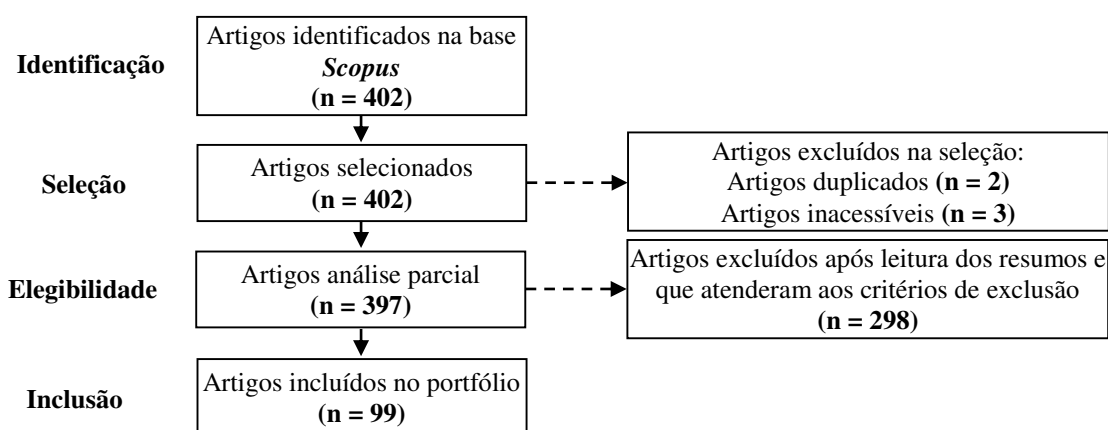 Identificação
Artigos identificados na base
Scopus
(n = 402)
Seleção
Artigos selecionados
(n = 402)
Artigos excluídos na seleção:
Artigos duplicados (n = 2)
Artigos inacessíveis (n = 3)
Elegibilidade
Artigos análise parcial
(n = 397)
Artigos excluídos após leitura dos resumos e
que atenderam aos critérios de exclusão
(n = 298)
Inclusão
Artigos incluídos no portfólio
(n = 99)